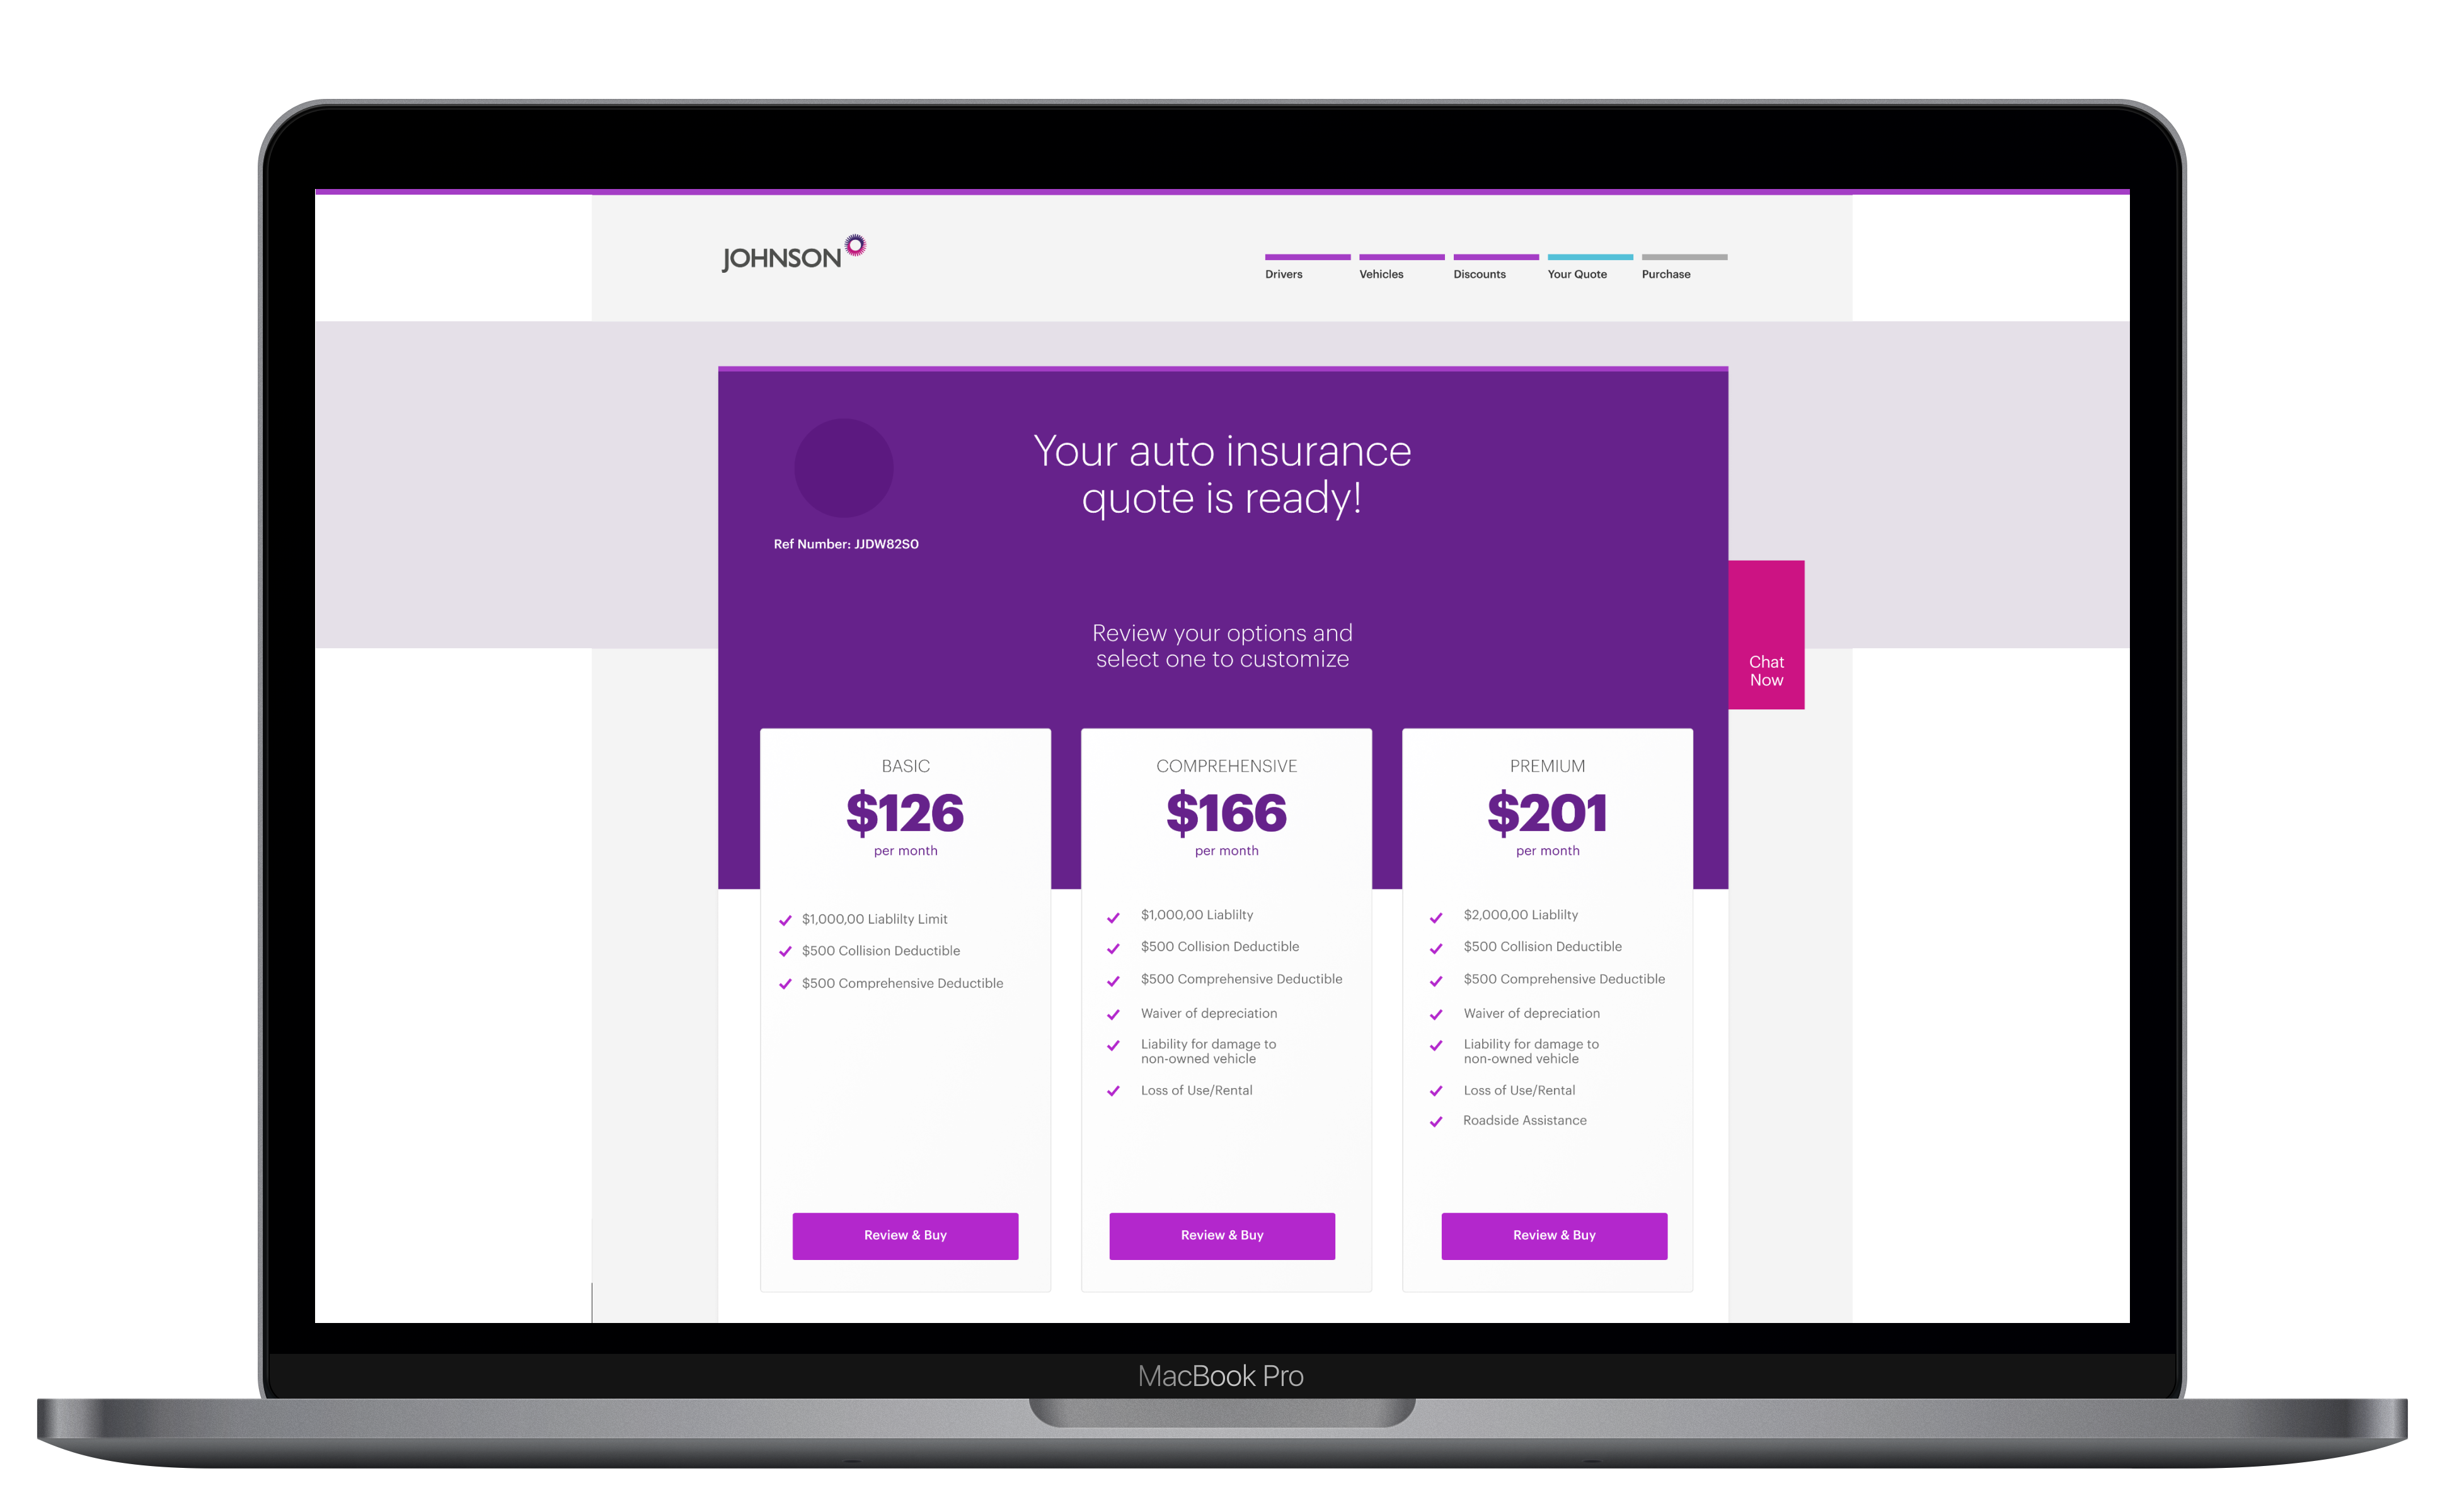 JOHNSON
Drivers
Vehicles
Discounts
Your Quote
Purchase
Your auto insurance
quote is ready!
Ref Number: JJDW82S0
Review your options and
select one to customize
Chat
Now
BASIC
$126
per month
$1,000,00 Liablilty Limit
$500 Collision Deductible
$500 Comprehensive Deductible
Review & Buy
COMPREHENSIVE
$166
per month
$1,000,00 Liablilty
$500 Collision Deductible
$500 Comprehensive Deductible
Waiver of depreciation
Liability for damage to
non-owned vehicle
Loss of Use/Rental
Review & Buy
PREMIUM
$201
per month
$2,000,00 Liablilty
$500 Collision Deductible
$500 Comprehensive Deductible
Waiver of depreciation
Liability for damage to
non-owned vehicle
Loss of Use/Rental
Roadside Assistance
Review & Buy
MacBook Pro